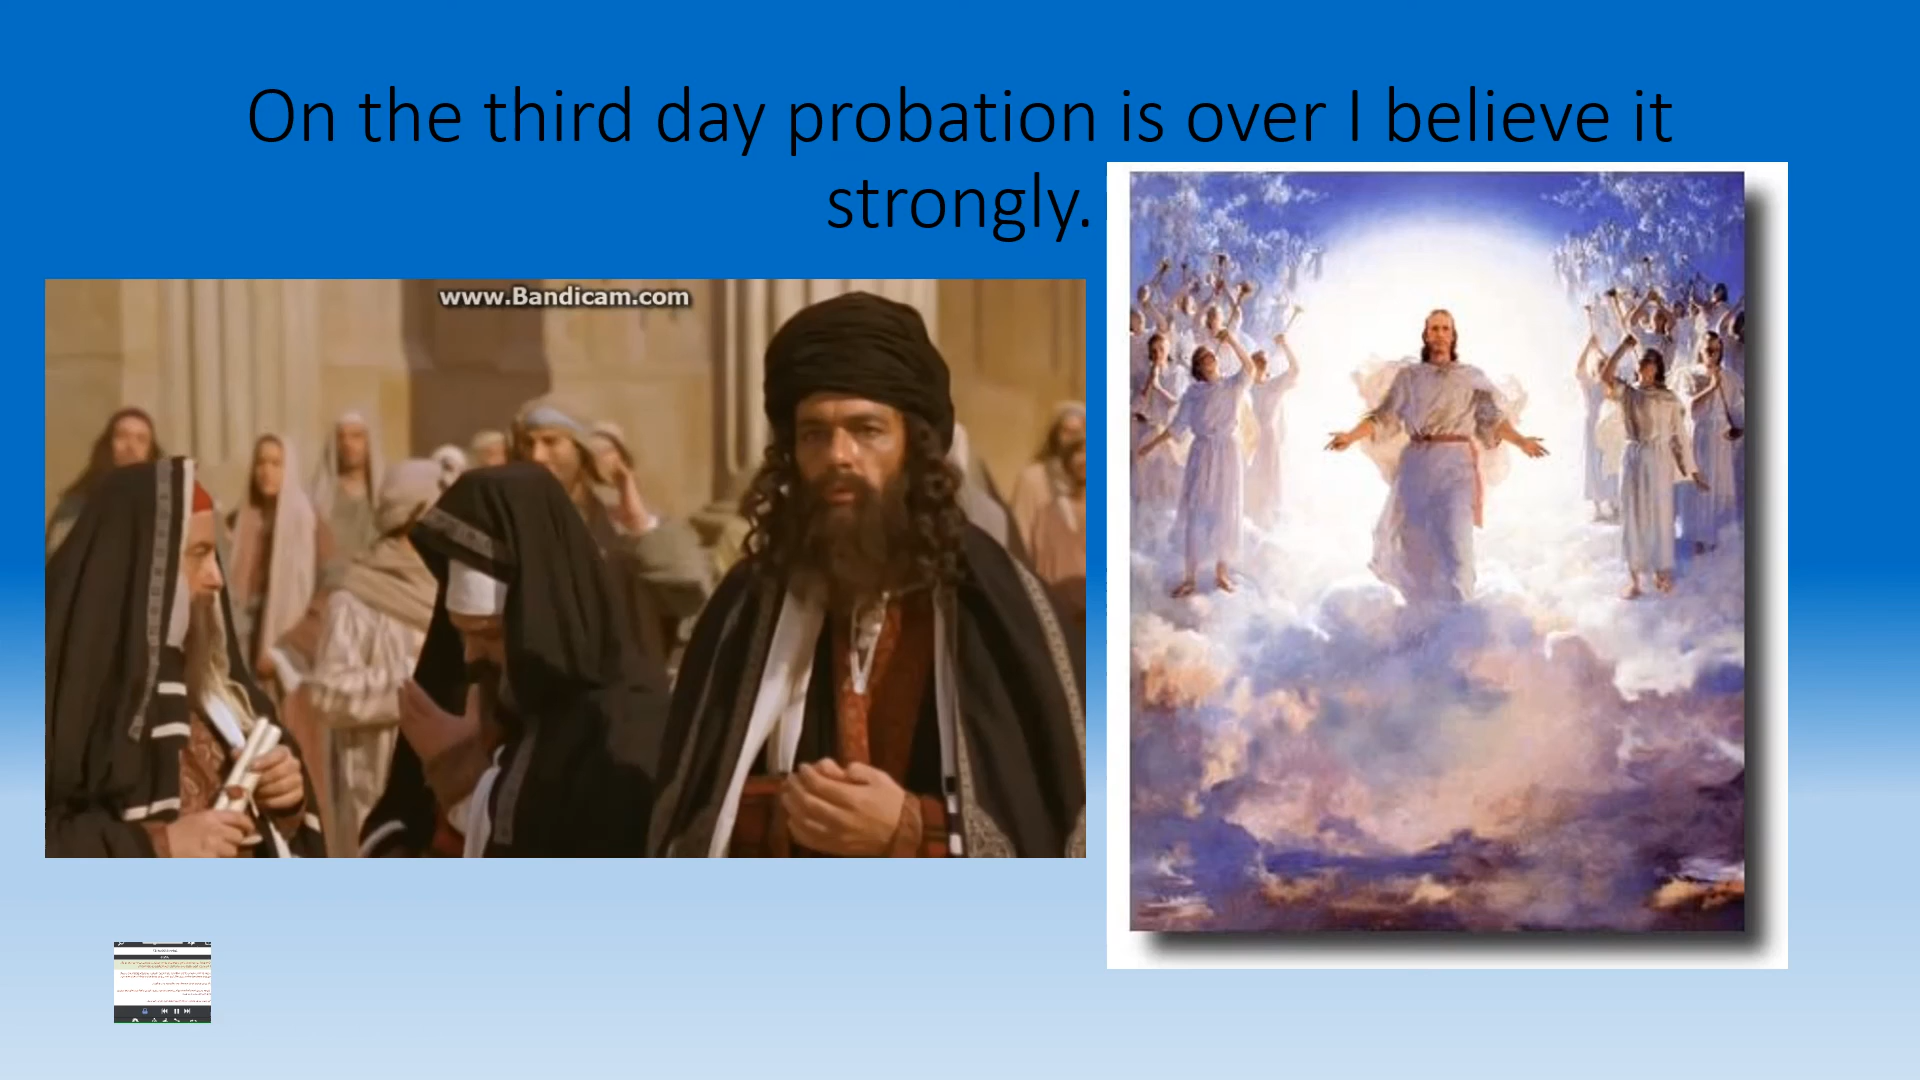 On the third day probation is over I believe it
strongly.
www.Bandicam.com